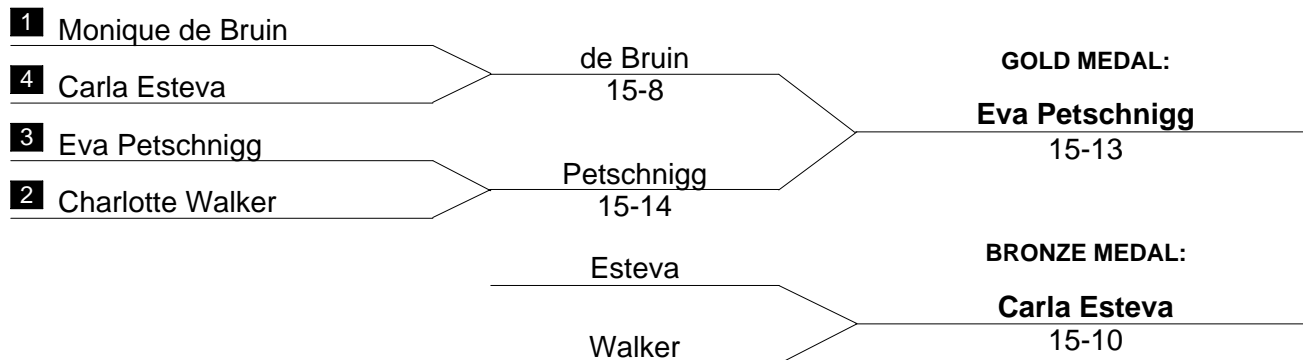 1 Monique de Bruin
4 Carla Esteva
3 Eva Petschnigg
2 Charlotte Walker
de Bruin
15-8
Petschnigg
15-14
GOLD MEDAL:
Eva Petschnigg
15-13
Esteva
Walker
BRONZE MEDAL:
Carla Esteva
15-10